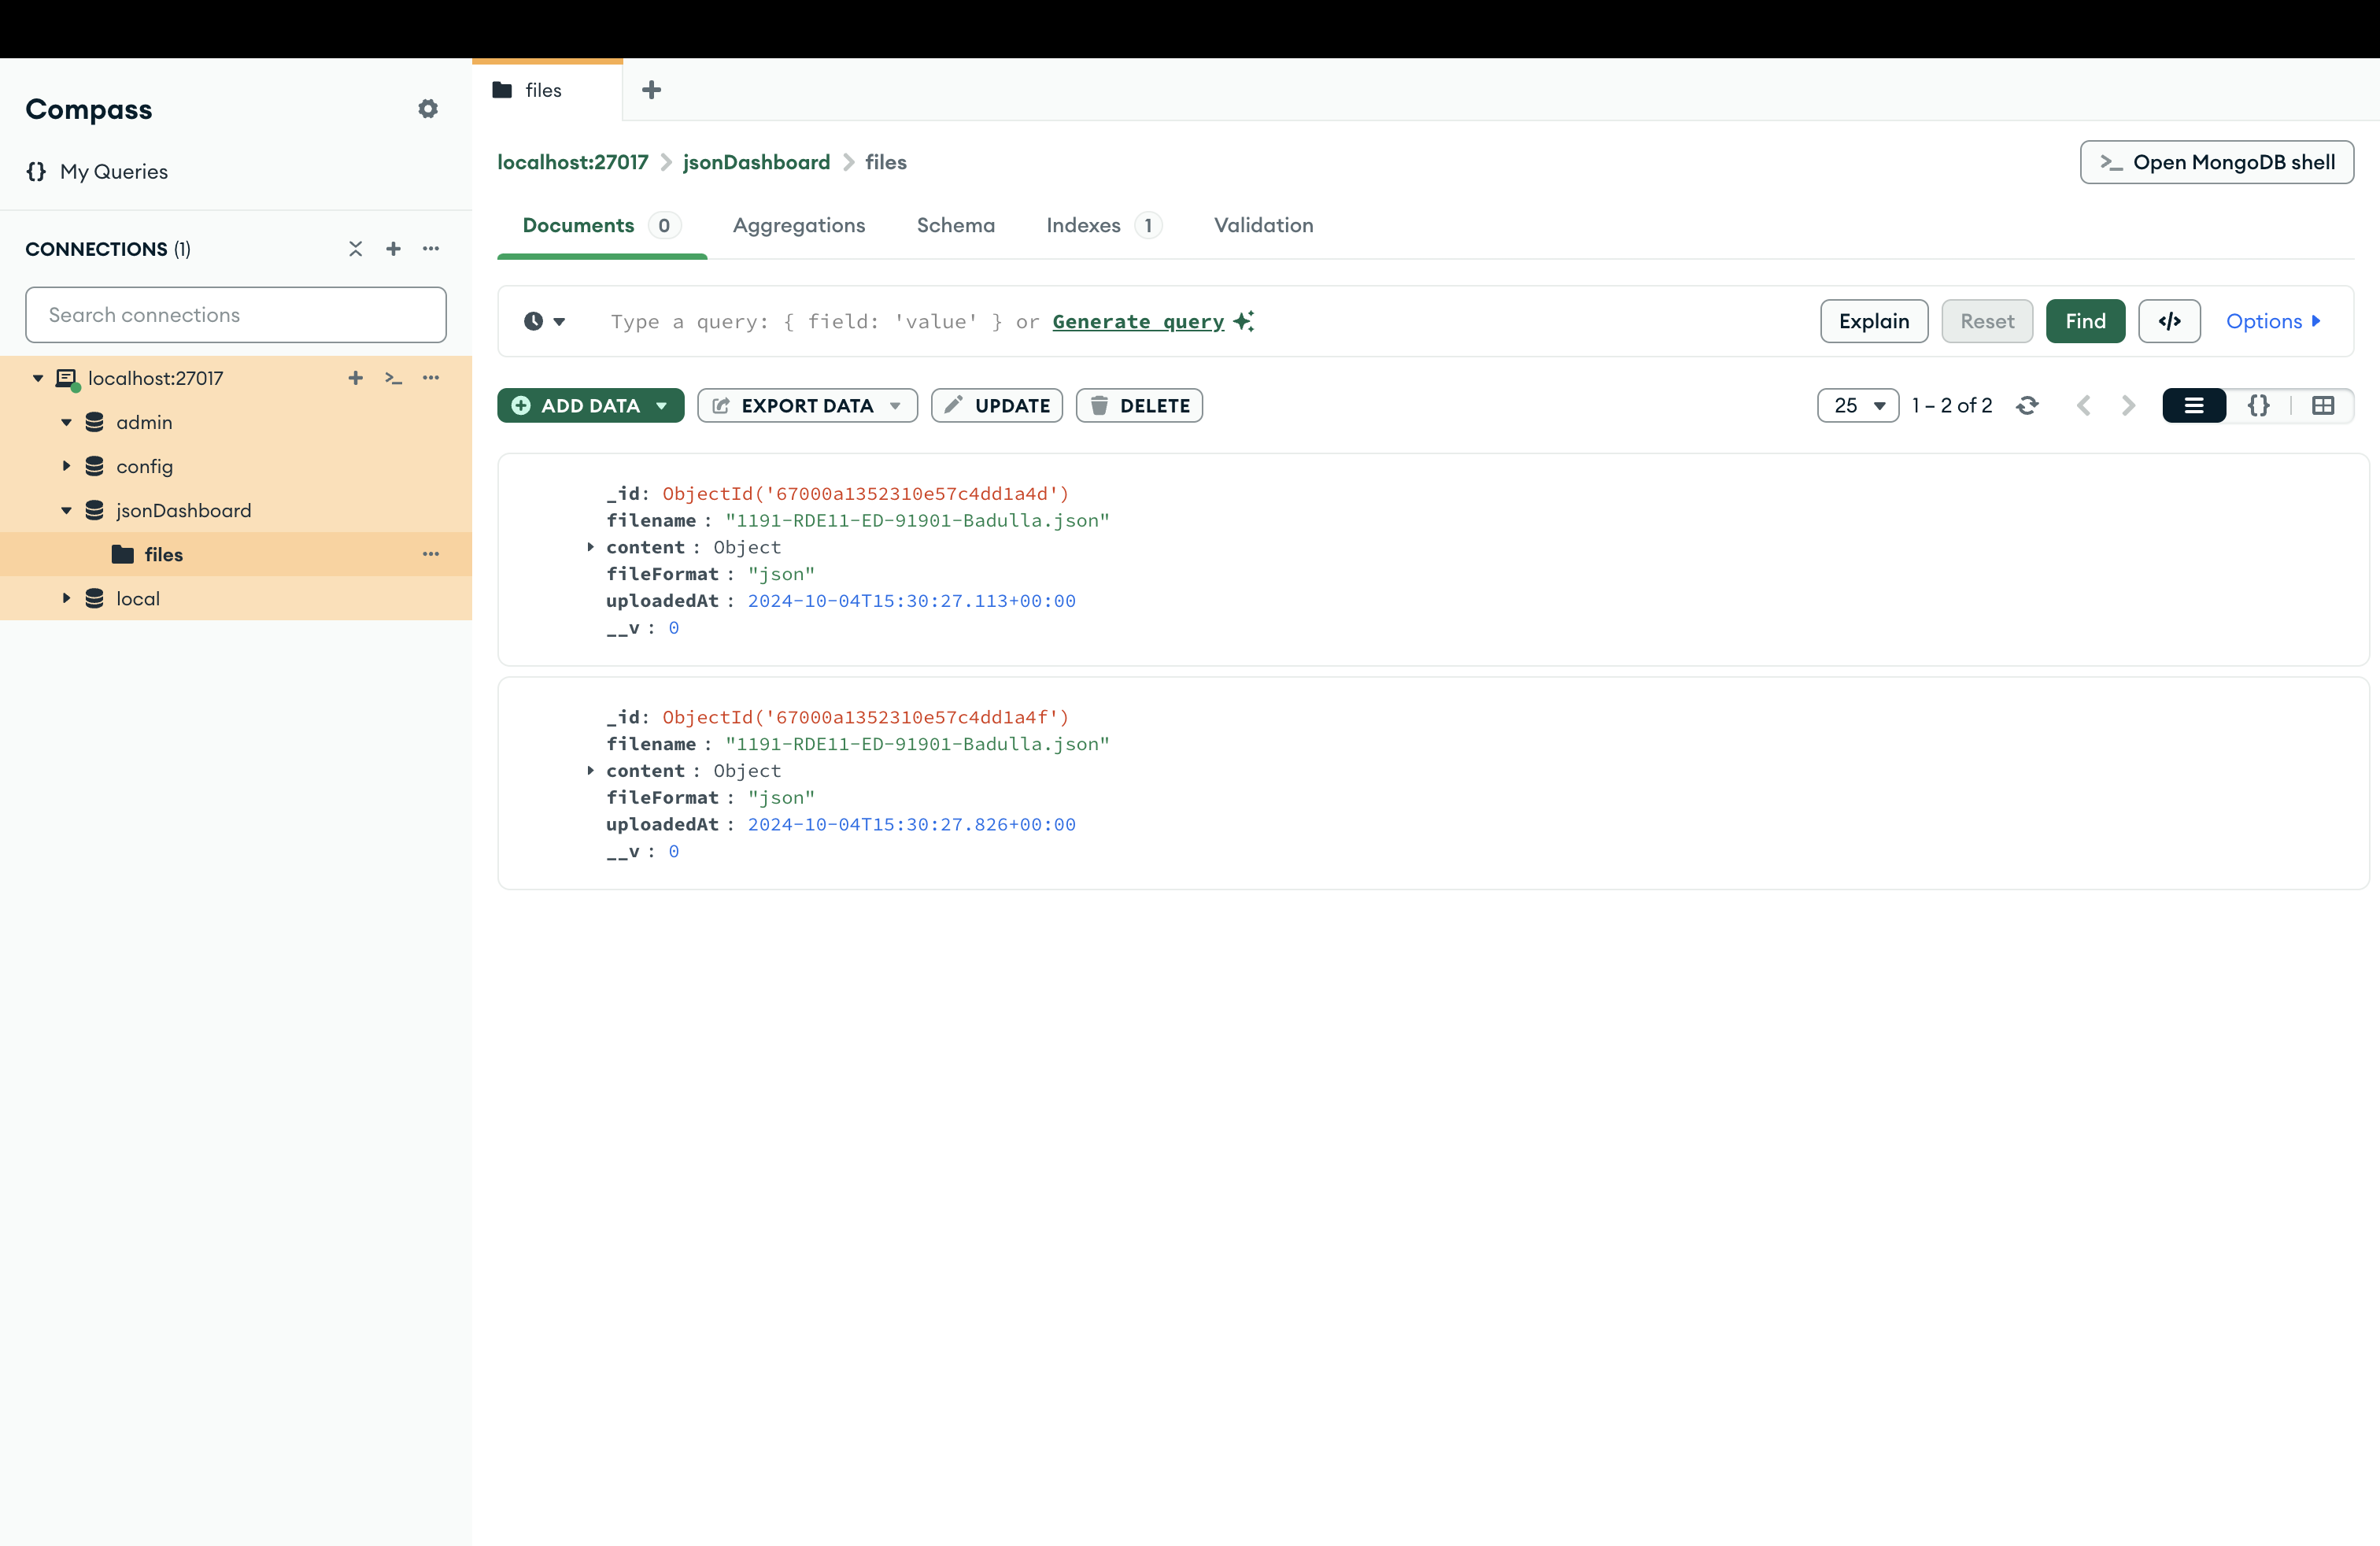 Compass
My Queries
CONNECTIONS (1)
Search connections
localhost:27017
admin
config
jsonDashboard
files
local
files
localhost:27017 jsonDashboard files
Open MongoDB shell
Documents 0 Aggregations Schema Indexes 1 Validation
Type a query: { field: 'value' } or Generate query
Explain Reset Find </> Options
ADD DATA EXPORT DATA UPDATE DELETE
25 1 – 2 of 2 {}
_id: ObjectId('67000a1352310e57c4dd1a4d')
filename : "1191-RDE11-ED-91901-Badulla.json"
content : Object
fileFormat : "json"
uploadedAt : 2024-10-04T15:30:27.113+00:00
__v : 0
_id: ObjectId('67000a1352310e57c4dd1a4f')
filename : "1191-RDE11-ED-91901-Badulla.json"
content : Object
fileFormat : "json"
uploadedAt : 2024-10-04T15:30:27.826+00:00
__v : 0